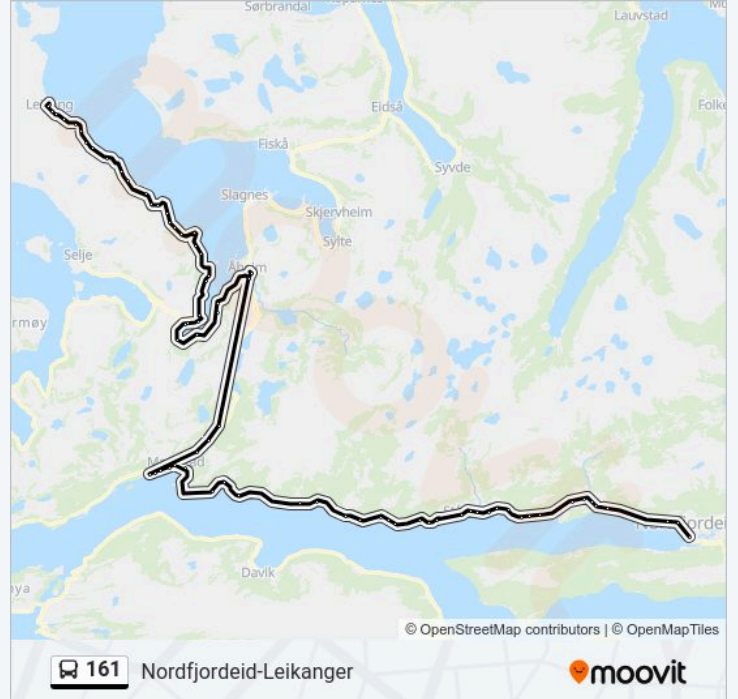 Sørbrandal
Lauvstad
Eidså
Folke
Fiskå
Syvde
Slagnes
Skjervheim
Sylte
Selje
Åheim
rmøy
Davik
© OpenStreetMap contributors | © OpenMapTiles
161 Nordfjordeid-Leikanger moovit